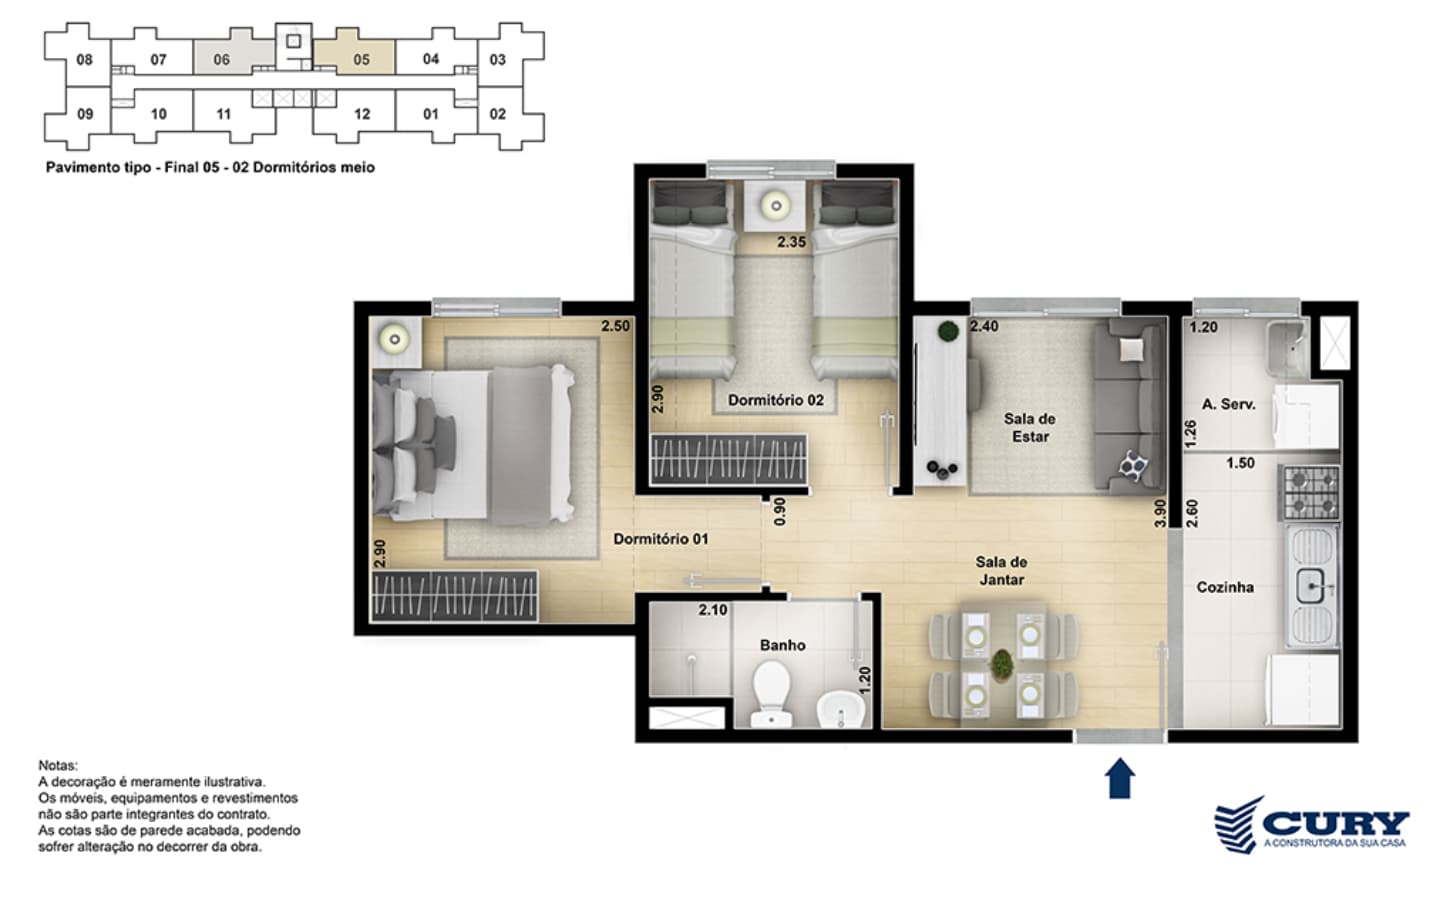 08
07
06
05
04
03
09
10
11
12
01
02
Pavimento tipo - Final 05 - 02 Dormitórios meio
2.35
2.50
2.40
1.20
2.90
Dormitório 02
Sala de
Estar
A. Serv.
1.26
1.50
0.90
3.90
2.60
Dormitório 01
2.90
Sala de
Jantar
Cozinha
2.10
Banho
1.20
Notas:
A decoração é meramente ilustrativa.
Os móveis, equipamentos e revestimentos
não são parte integrantes do contrato.
As cotas são de parede acabada, podendo
sofrer alteração no decorrer da obra.
CURY
A CONSTRUTORA DA SUA CASA